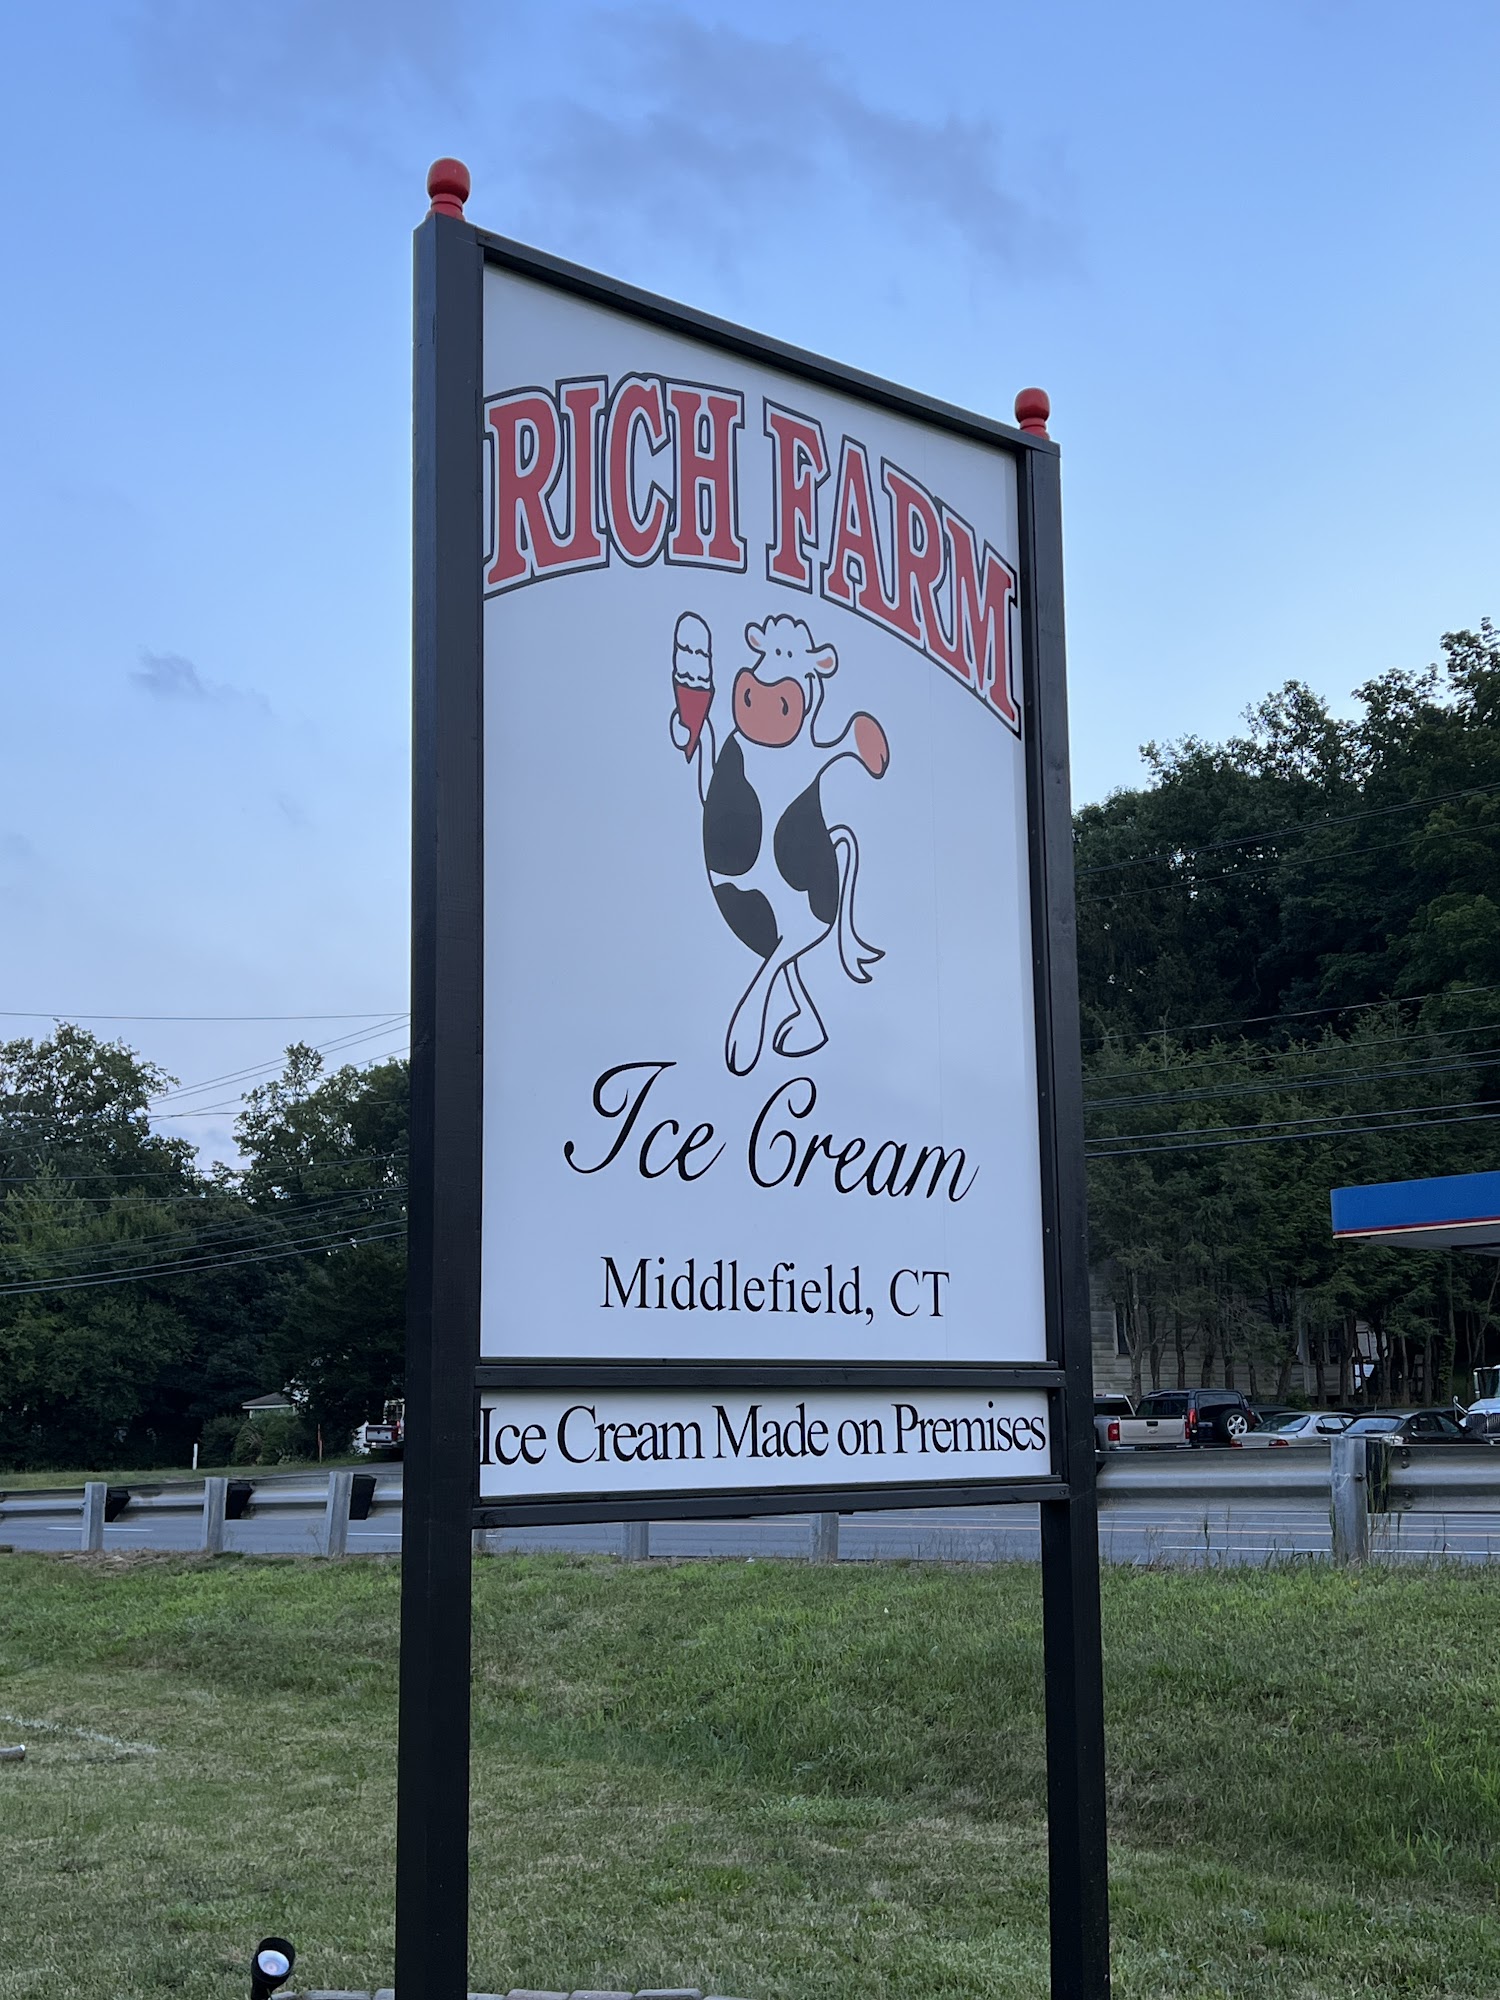 RICH FARM
Ice Cream
Middlefield, CT
Ice Cream Made on Premises